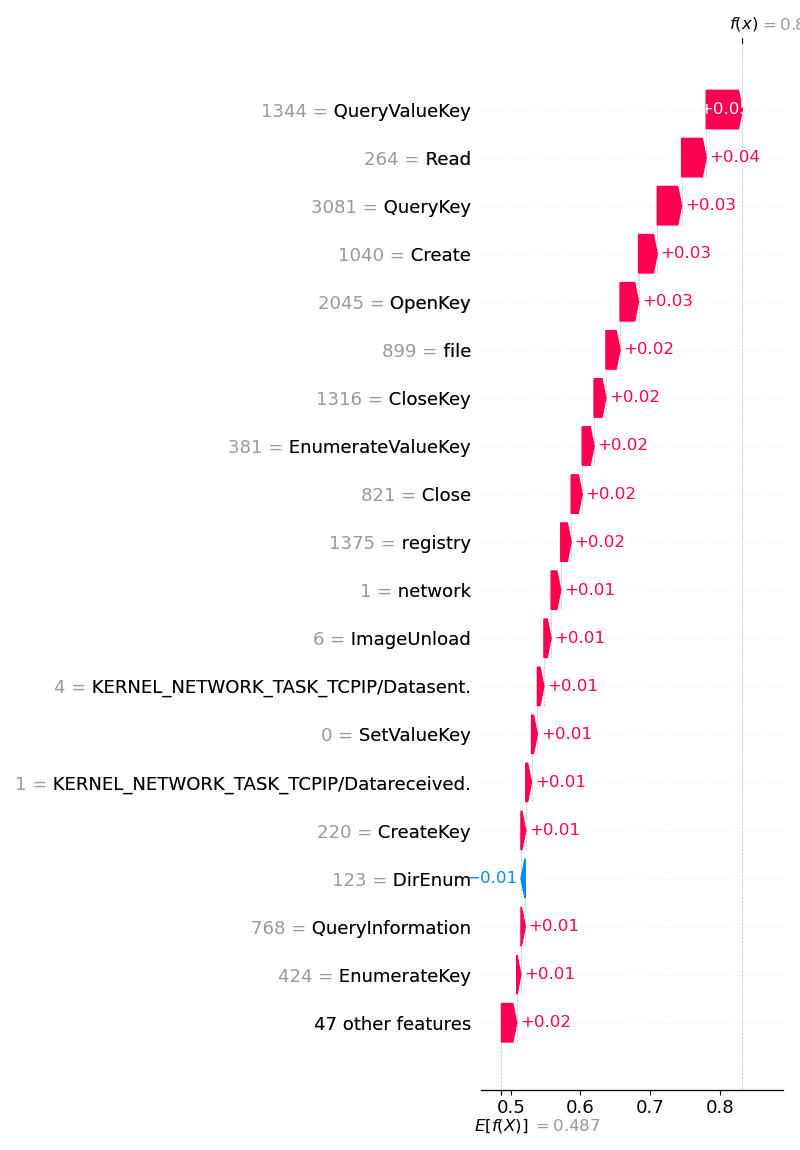 f(x) = 0.8
1344 = QueryValueKey
264 = Read +0.04
3081 = QueryKey +0.03
1040 = Create +0.03
2045 = OpenKey +0.03
899 = file +0.02
1316 = CloseKey +0.02
381 = EnumerateValueKey +0.02
821 = Close +0.02
1375 = registry +0.02
1 = network +0.01
6 = ImageUnload +0.01
4 = KERNEL_NETWORK_TASK_TCPIP/Datasent. +0.01
0 = SetValueKey +0.01
1 = KERNEL_NETWORK_TASK_TCPIP/Datareceived. +0.01
220 = CreateKey +0.01
123 = DirEnum −0.01
768 = QueryInformation +0.01
424 = EnumerateKey +0.01
47 other features +0.02
0.5 0.6 0.7 0.8
E[f(X)] = 0.487